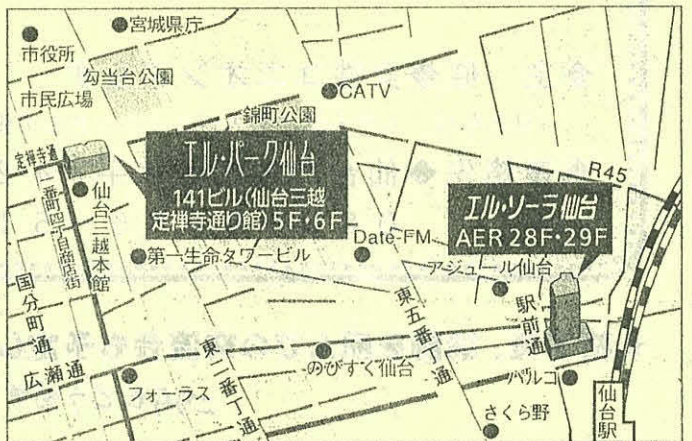 宮城県庁
市役所
勾当台公園
市民広場
CATV
錦町公園
定禅寺通
エル・パーク仙台
141ビル(仙台三越
定禅寺通り館)5F・6F
R45
エル・ソーラ仙台
AER 28F・29F
仙台三越本館
一番町四丁目商店街
第一生命タワービル
Date-FM
アジュール仙台
国分町通
東二番丁通
東五番丁通
駅前通
広瀬通
のびすく仙台
フォーラス
パルコ
さくら野
仙台駅